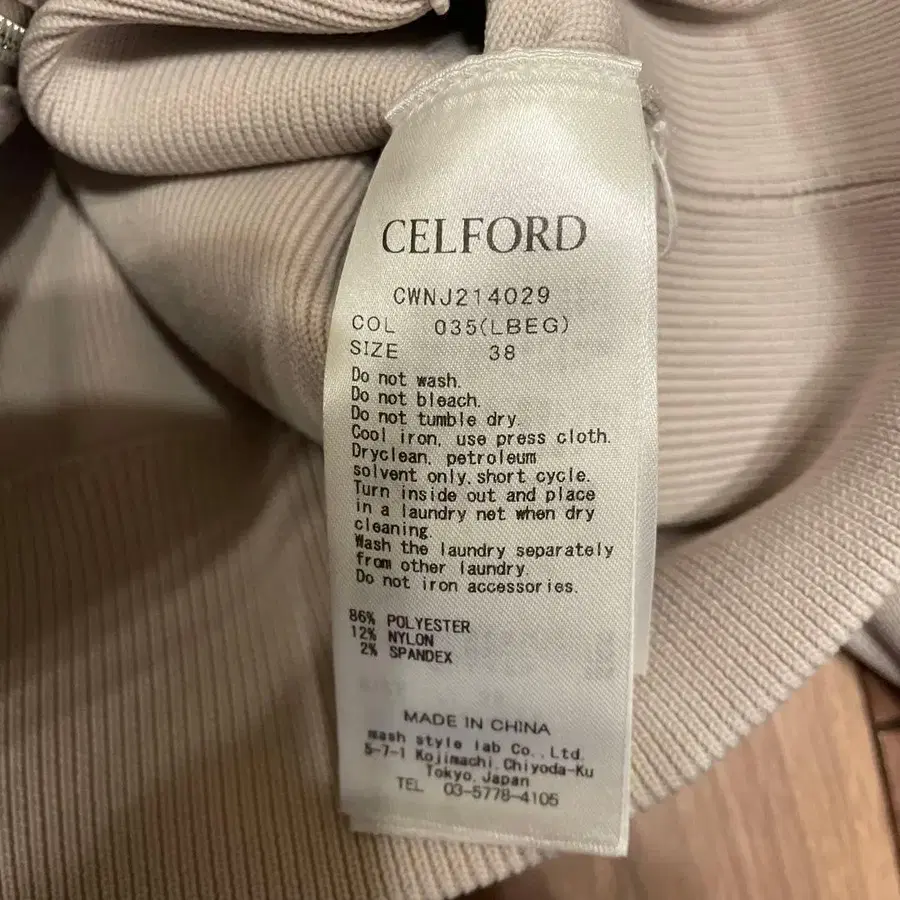 CELFORD
CWNJ214029
COL 035(LBEG)
SIZE 38
Do not wash.
Do not bleach.
Do not tumble dry.
Cool iron, use press cloth.
Dryclean, petroleum
solvent only, short cycle.
Turn inside out and place
in a laundry net when dry
cleaning.
Wash the laundry separately
from other laundry.
Do not iron accessories.
86% POLYESTER
12% NYLON
2% SPANDEX
MADE IN CHINA
mash style lab Co.,Ltd.
5-7-1 Kojimachi,Chiyoda-Ku
Tokyo,Japan
TEL 03-5778-4105